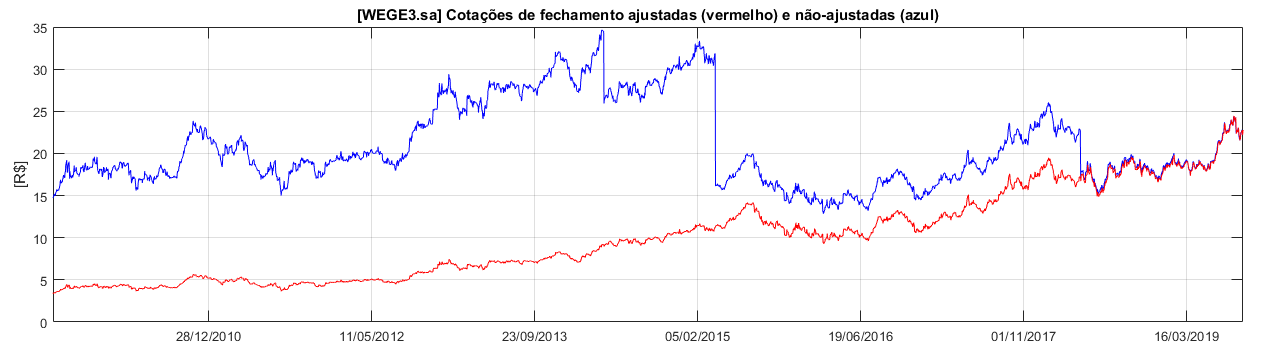 [WEGE3.sa] Cotações de fechamento ajustadas (vermelho) e não-ajustadas (azul)
35
30
25
20
15
10
5
0
[R$]
28/12/2010 11/05/2012 23/09/2013 05/02/2015 19/06/2016 01/11/2017 16/03/2019